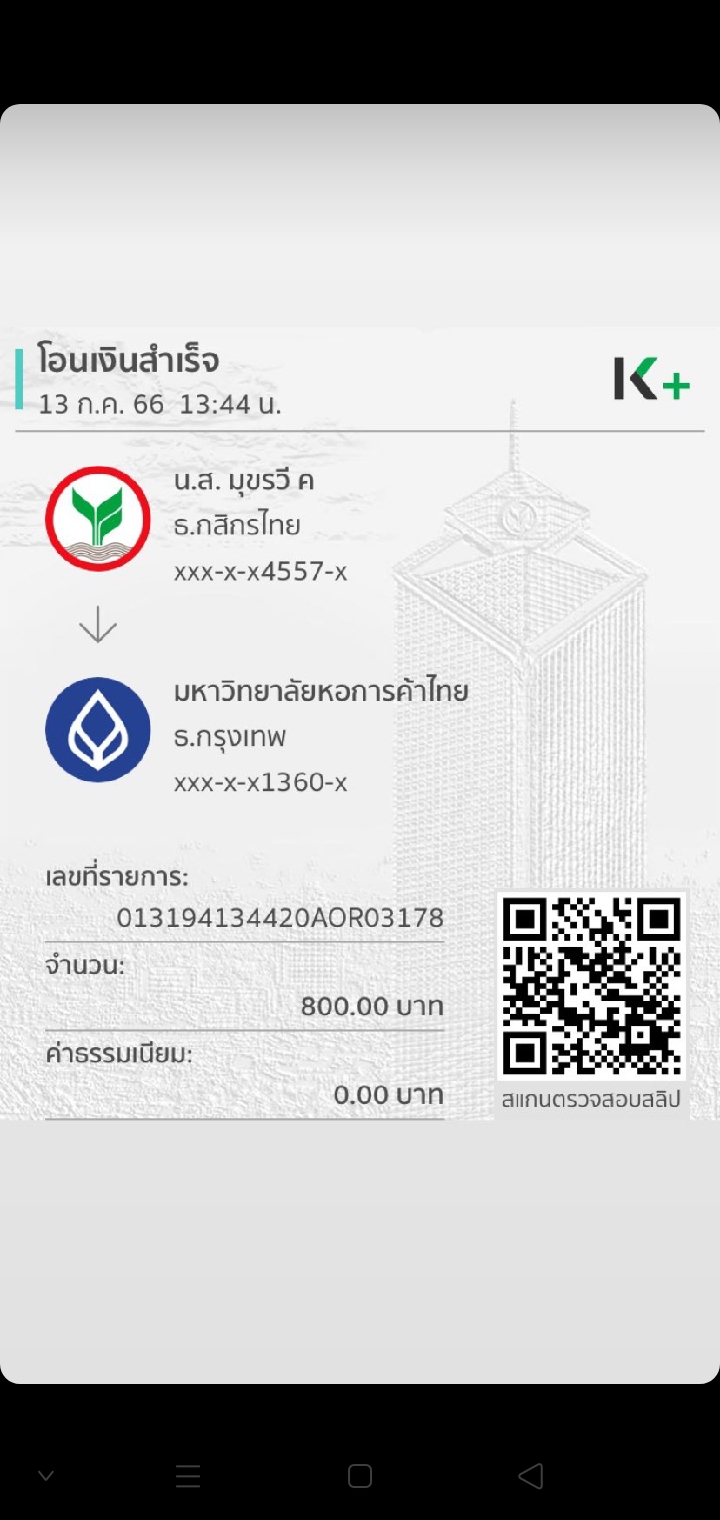 โอนเงินสำเร็จ
13 ก.ค. 66 13:44 น.
K+
น.ส. มุขรวี ค
ธ.กสิกรไทย
xxx-x-x4557-x
มหาวิทยาลัยหอการค้าไทย
ธ.กรุงเทพ
xxx-x-x1360-x
เลขที่รายการ:
013194134420AOR03178
จำนวน:
800.00 บาท
ค่าธรรมเนียม:
0.00 บาท
สแกนตรวจสอบสลิป